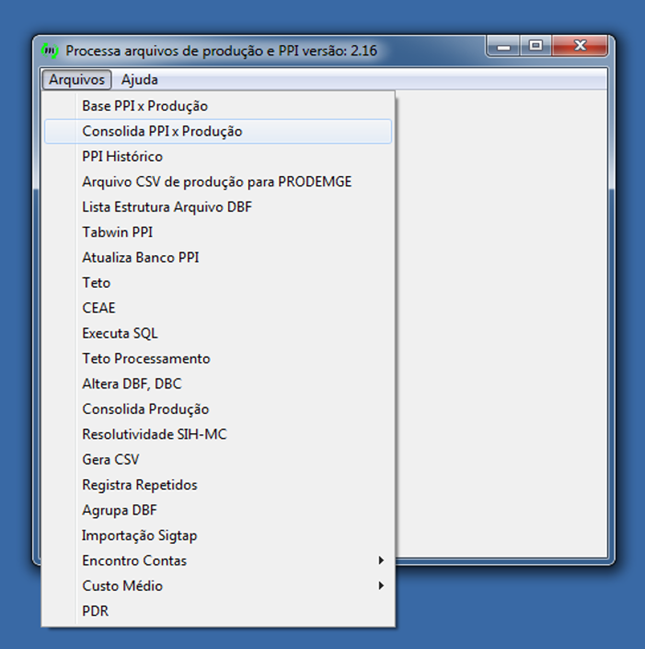 Processa arquivos de produção e PPI versão: 2.16
Arquivos Ajuda
Base PPI x Produção
Consolida PPI x Produção
PPI Histórico
Arquivo CSV de produção para PRODEMGE
Lista Estrutura Arquivo DBF
Tabwin PPI
Atualiza Banco PPI
Teto
CEAE
Executa SQL
Teto Processamento
Altera DBF, DBC
Consolida Produção
Resolutividade SIH-MC
Gera CSV
Registra Repetidos
Agrupa DBF
Importação Sigtap
Encontro Contas
Custo Médio
PDR